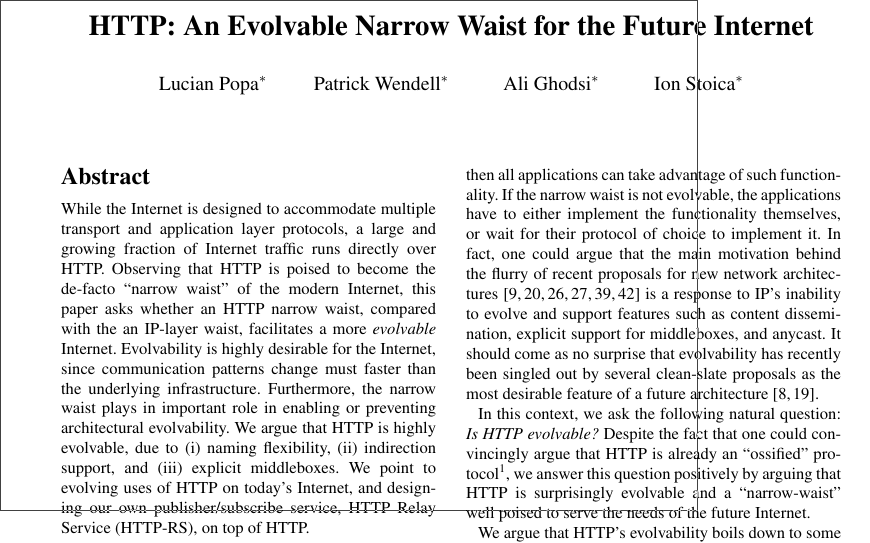 HTTP: An Evolvable Narrow Waist for the Future Internet
Lucian Popa* Patrick Wendell* Ali Ghodsi* Ion Stoica*
Abstract
While the Internet is designed to accommodate multiple
transport and application layer protocols, a large and
growing fraction of Internet traffic runs directly over
HTTP. Observing that HTTP is poised to become the
de-facto “narrow waist” of the modern Internet, this
paper asks whether an HTTP narrow waist, compared
with the an IP-layer waist, facilitates a more evolvable
Internet. Evolvability is highly desirable for the Internet,
since communication patterns change must faster than
the underlying infrastructure. Furthermore, the narrow
waist plays in important role in enabling or preventing
architectural evolvability. We argue that HTTP is highly
evolvable, due to (i) naming flexibility, (ii) indirection
support, and (iii) explicit middleboxes. We point to
evolving uses of HTTP on today’s Internet, and design-
ing our own publisher/subscribe service, HTTP Relay
Service (HTTP-RS), on top of HTTP.
then all applications can take advantage of such function-
ality. If the narrow waist is not evolvable, the applications
have to either implement the functionality themselves,
or wait for their protocol of choice to implement it. In
fact, one could argue that the main motivation behind
the flurry of recent proposals for new network architec-
tures [9, 20, 26, 27, 39, 42] is a response to IP’s inability
to evolve and support features such as content dissemi-
nation, explicit support for middleboxes, and anycast. It
should come as no surprise that evolvability has recently
been singled out by several clean-slate proposals as the
most desirable feature of a future architecture [8, 19].
In this context, we ask the following natural question:
Is HTTP evolvable? Despite the fact that one could con-
vincingly argue that HTTP is already an “ossified” pro-
tocol1, we answer this question positively by arguing that
HTTP is surprisingly evolvable and a “narrow-waist”
well poised to serve the needs of the future Internet.
We argue that HTTP’s evolvability boils down to some